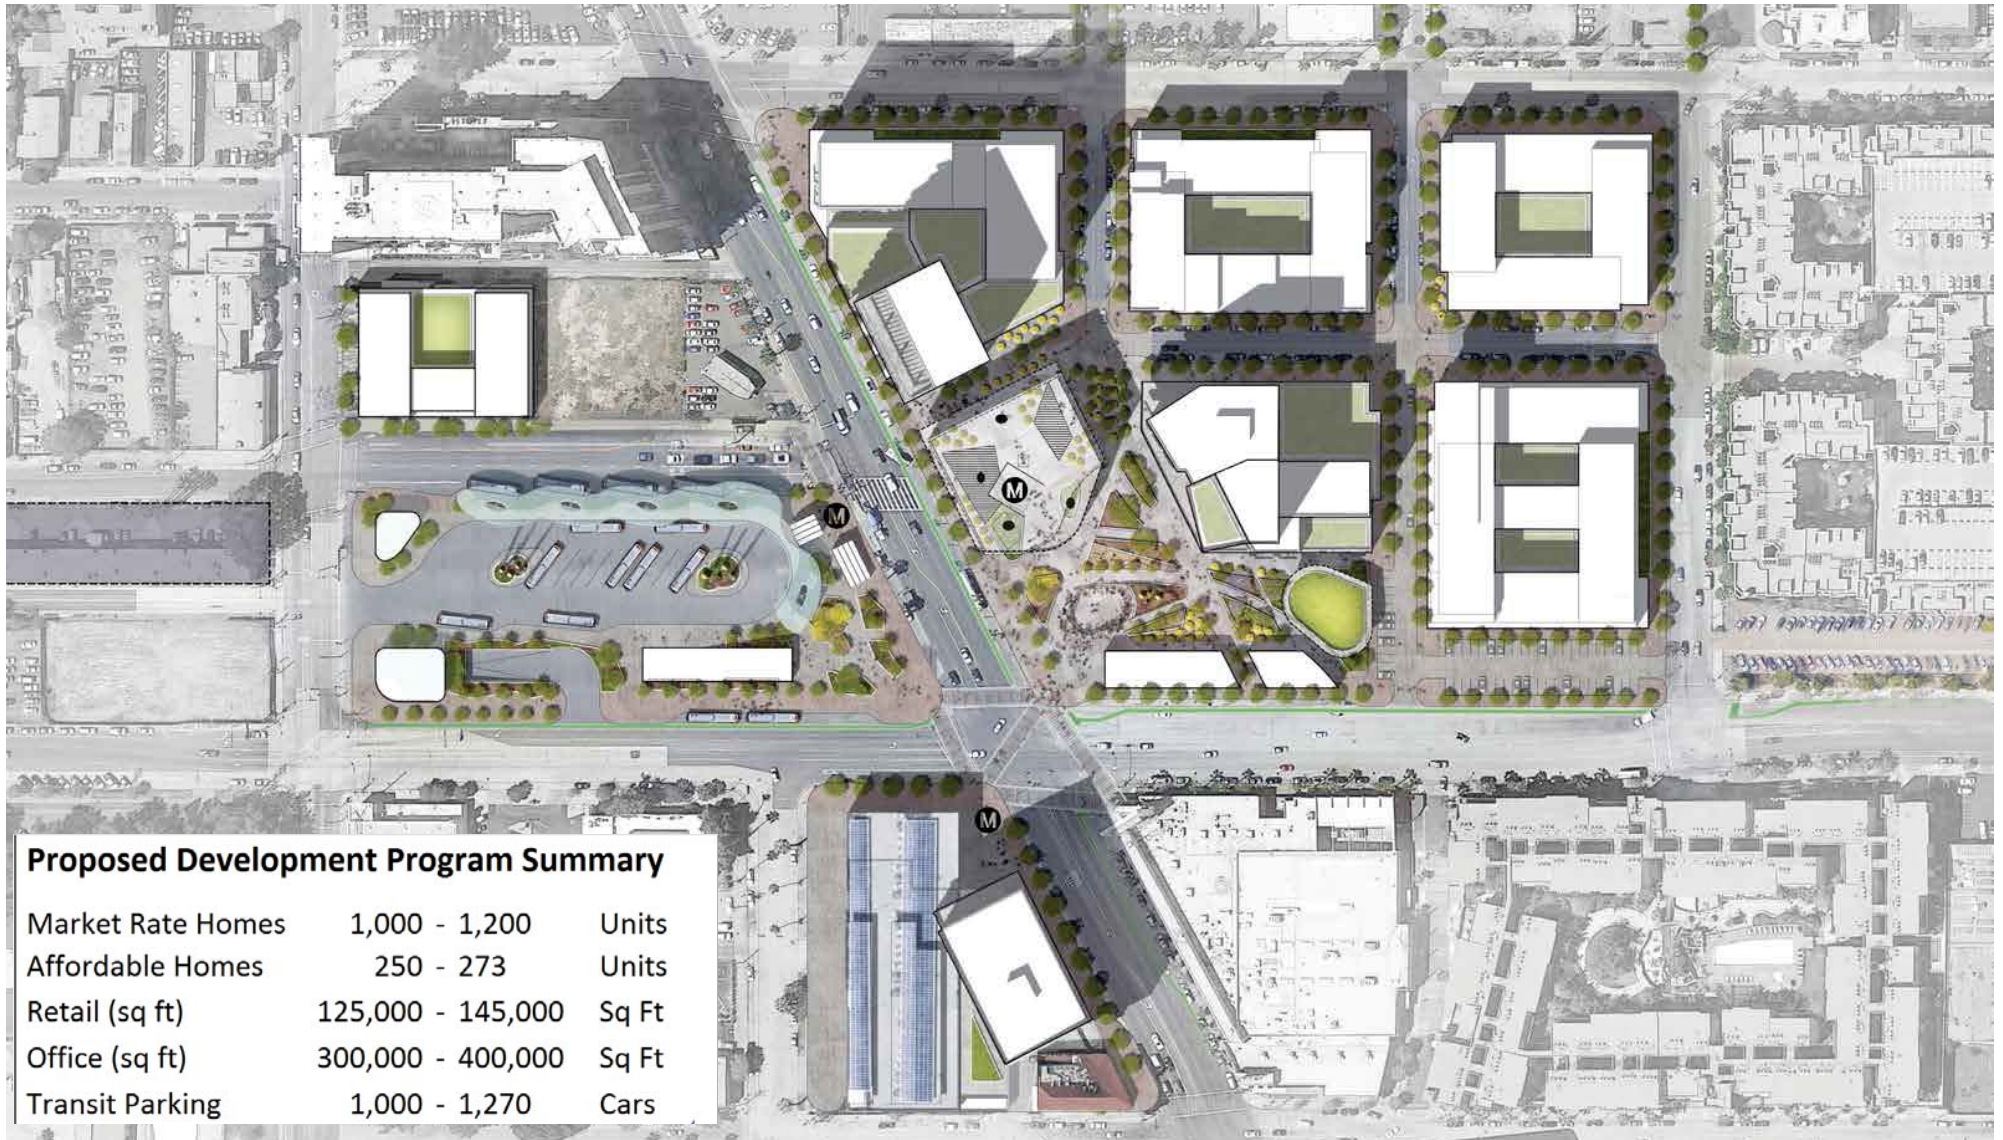 M
M
M
Proposed Development Program Summary
Market Rate Homes 1,000 - 1,200 Units
Affordable Homes 250 - 273 Units
Retail (sq ft) 125,000 - 145,000 Sq Ft
Office (sq ft) 300,000 - 400,000 Sq Ft
Transit Parking 1,000 - 1,270 Cars